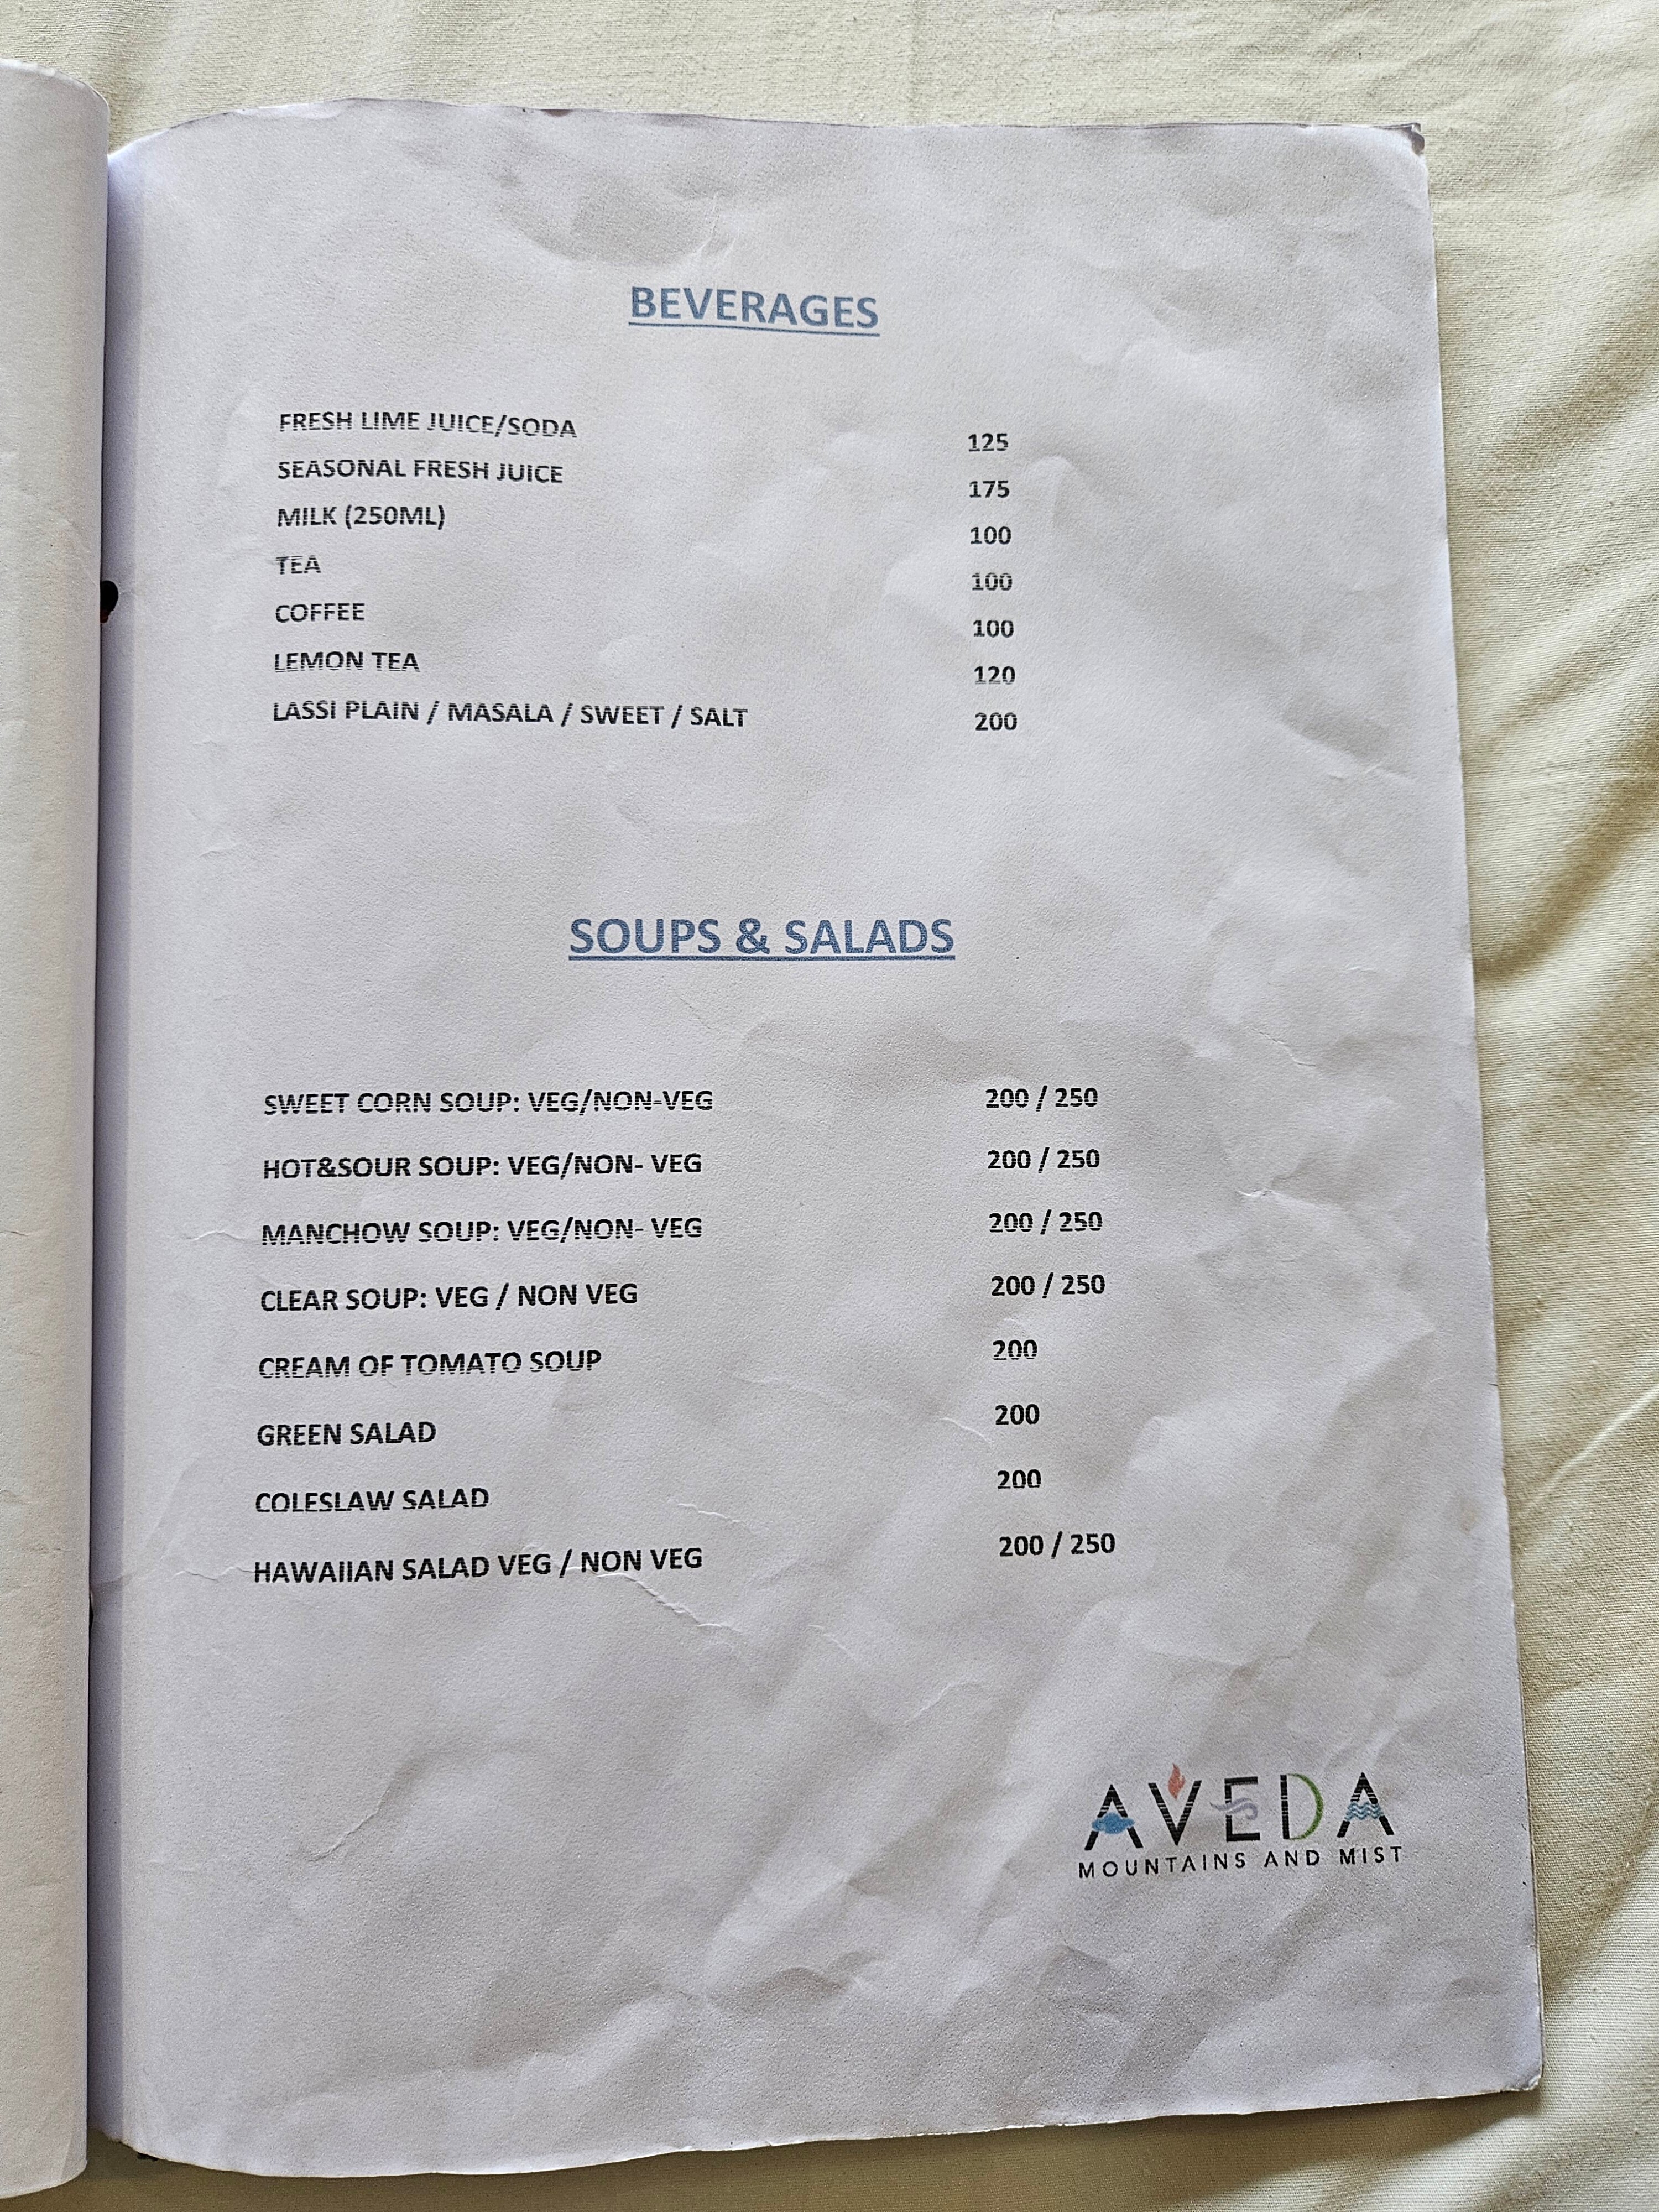 BEVERAGES
FRESH LIME JUICE/SODA 125
SEASONAL FRESH JUICE 175
MILK (250ML) 100
TEA 100
COFFEE 100
LEMON TEA 120
LASSI PLAIN / MASALA / SWEET / SALT 200
SOUPS & SALADS
SWEET CORN SOUP: VEG/NON-VEG 200 / 250
HOT&SOUR SOUP: VEG/NON- VEG 200 / 250
MANCHOW SOUP: VEG/NON- VEG 200 / 250
CLEAR SOUP: VEG / NON VEG 200 / 250
CREAM OF TOMATO SOUP 200
GREEN SALAD 200
COLESLAW SALAD 200
HAWAIIAN SALAD VEG / NON VEG 200 / 250
AVEDA
MOUNTAINS AND MIST